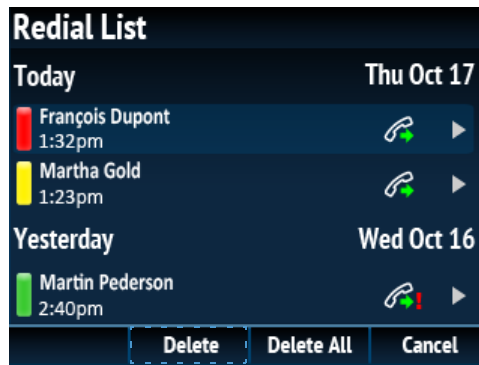 Redial List
Today Thu Oct 17
François Dupont
1:32pm
Martha Gold
1:23pm
Yesterday Wed Oct 16
Martin Pederson
2:40pm
Delete Delete All Cancel